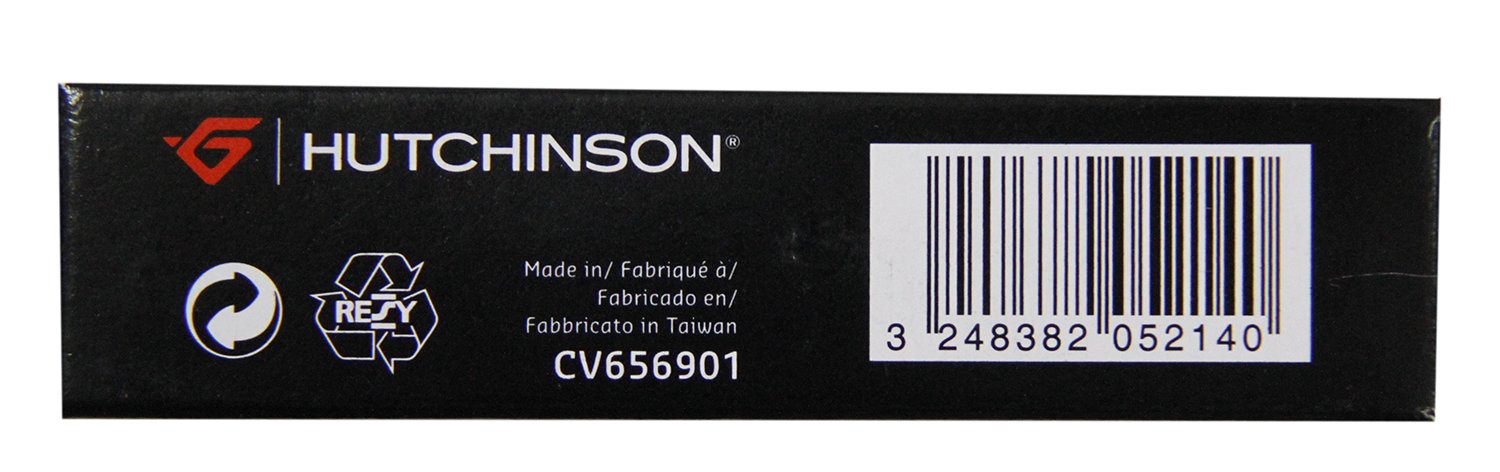 HUTCHINSON®
RESY
Made in/ Fabriqué à/
Fabricado en/
Fabbricato in Taiwan
CV656901
3 248382 052140